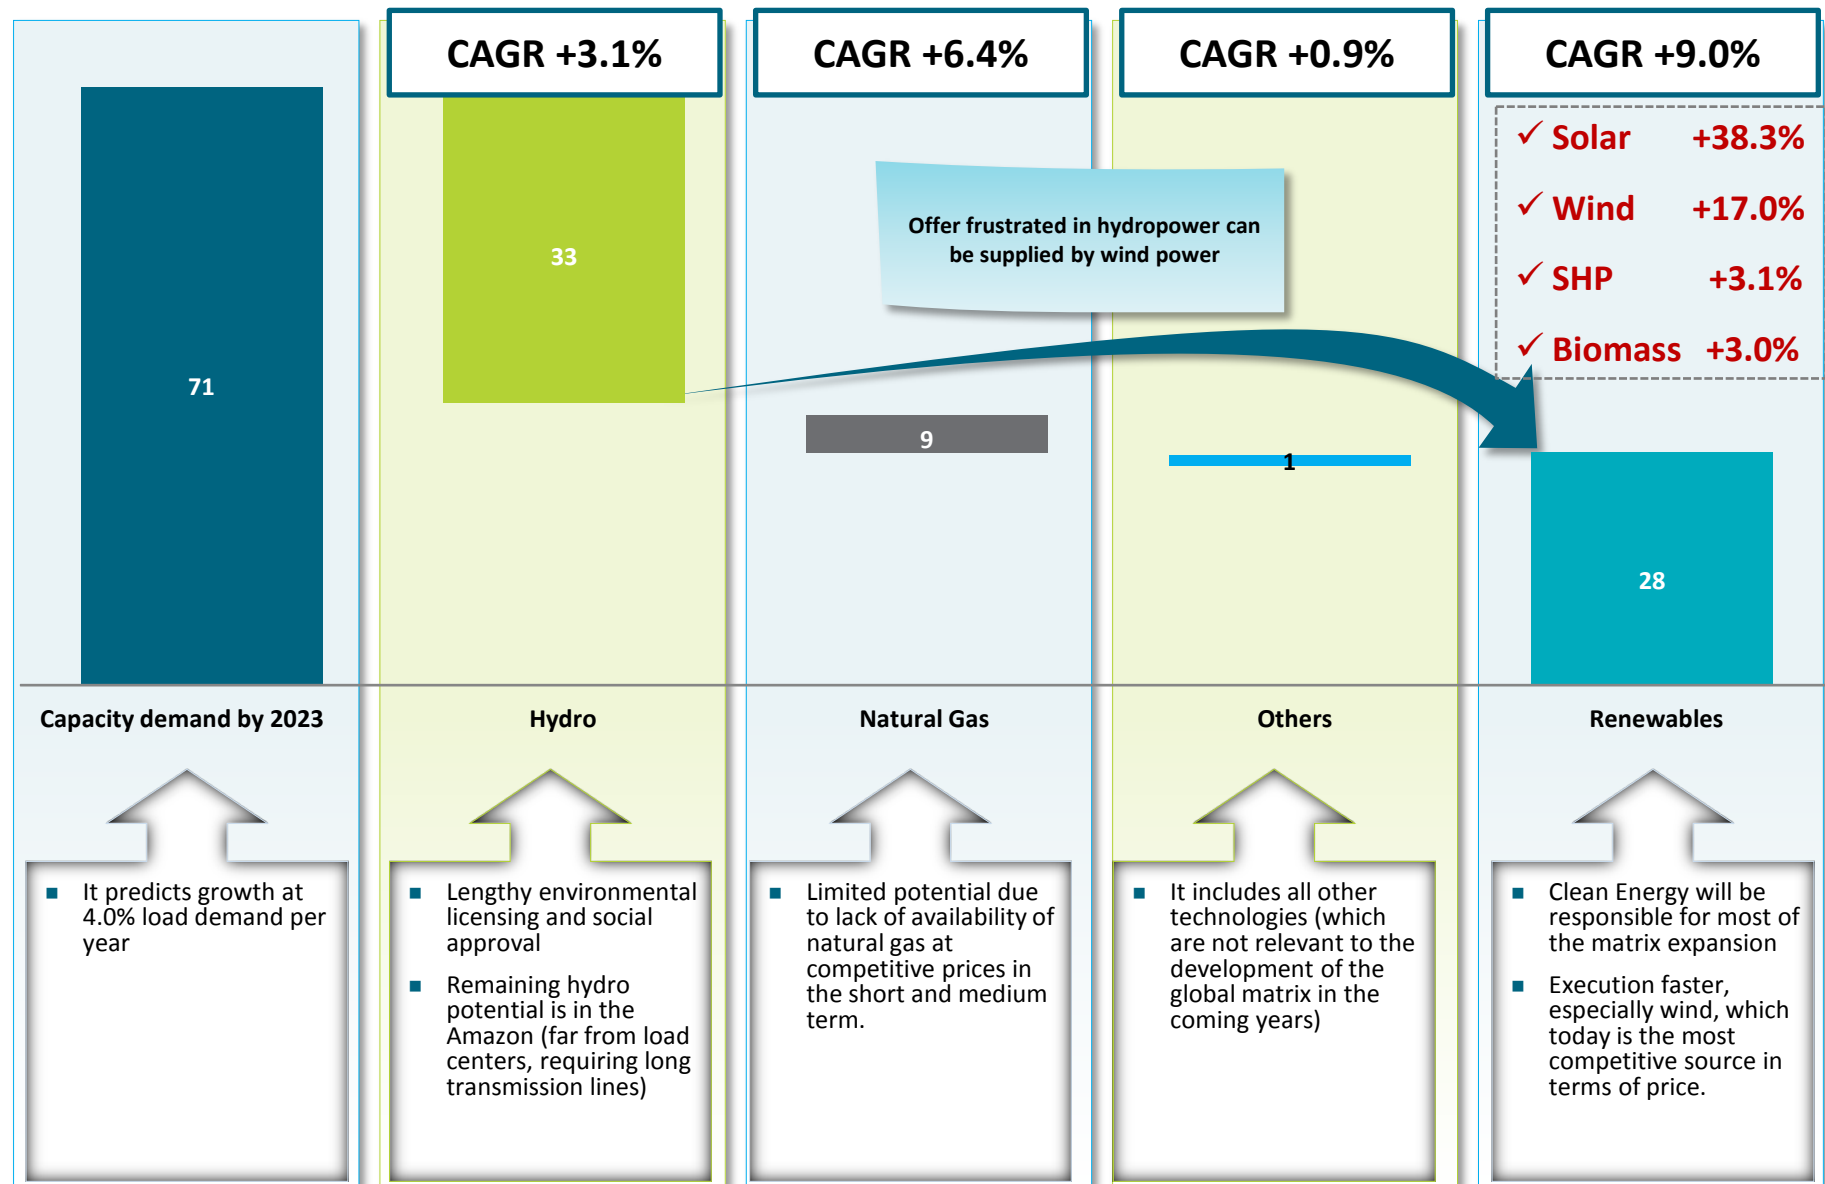 CAGR +3.1%
CAGR +6.4%
CAGR +0.9%
CAGR +9.0%
✓ Solar +38.3%
✓ Wind +17.0%
✓ SHP +3.1%
✓ Biomass +3.0%
Offer frustrated in hydropower can
be supplied by wind power
71
33
9
1
28
Capacity demand by 2023
Hydro
Natural Gas
Others
Renewables
■ It predicts growth at
4.0% load demand per
year
■ Lengthy environmental
licensing and social
approval
■ Remaining hydro
potential is in the
Amazon (far from load
centers, requiring long
transmission lines)
■ Limited potential due
to lack of availability of
natural gas at
competitive prices in
the short and medium
term.
■ It includes all other
technologies (which
are not relevant to the
development of the
global matrix in the
coming years)
■ Clean Energy will be
responsible for most of
the matrix expansion
■ Execution faster,
especially wind, which
today is the most
competitive source in
terms of price.